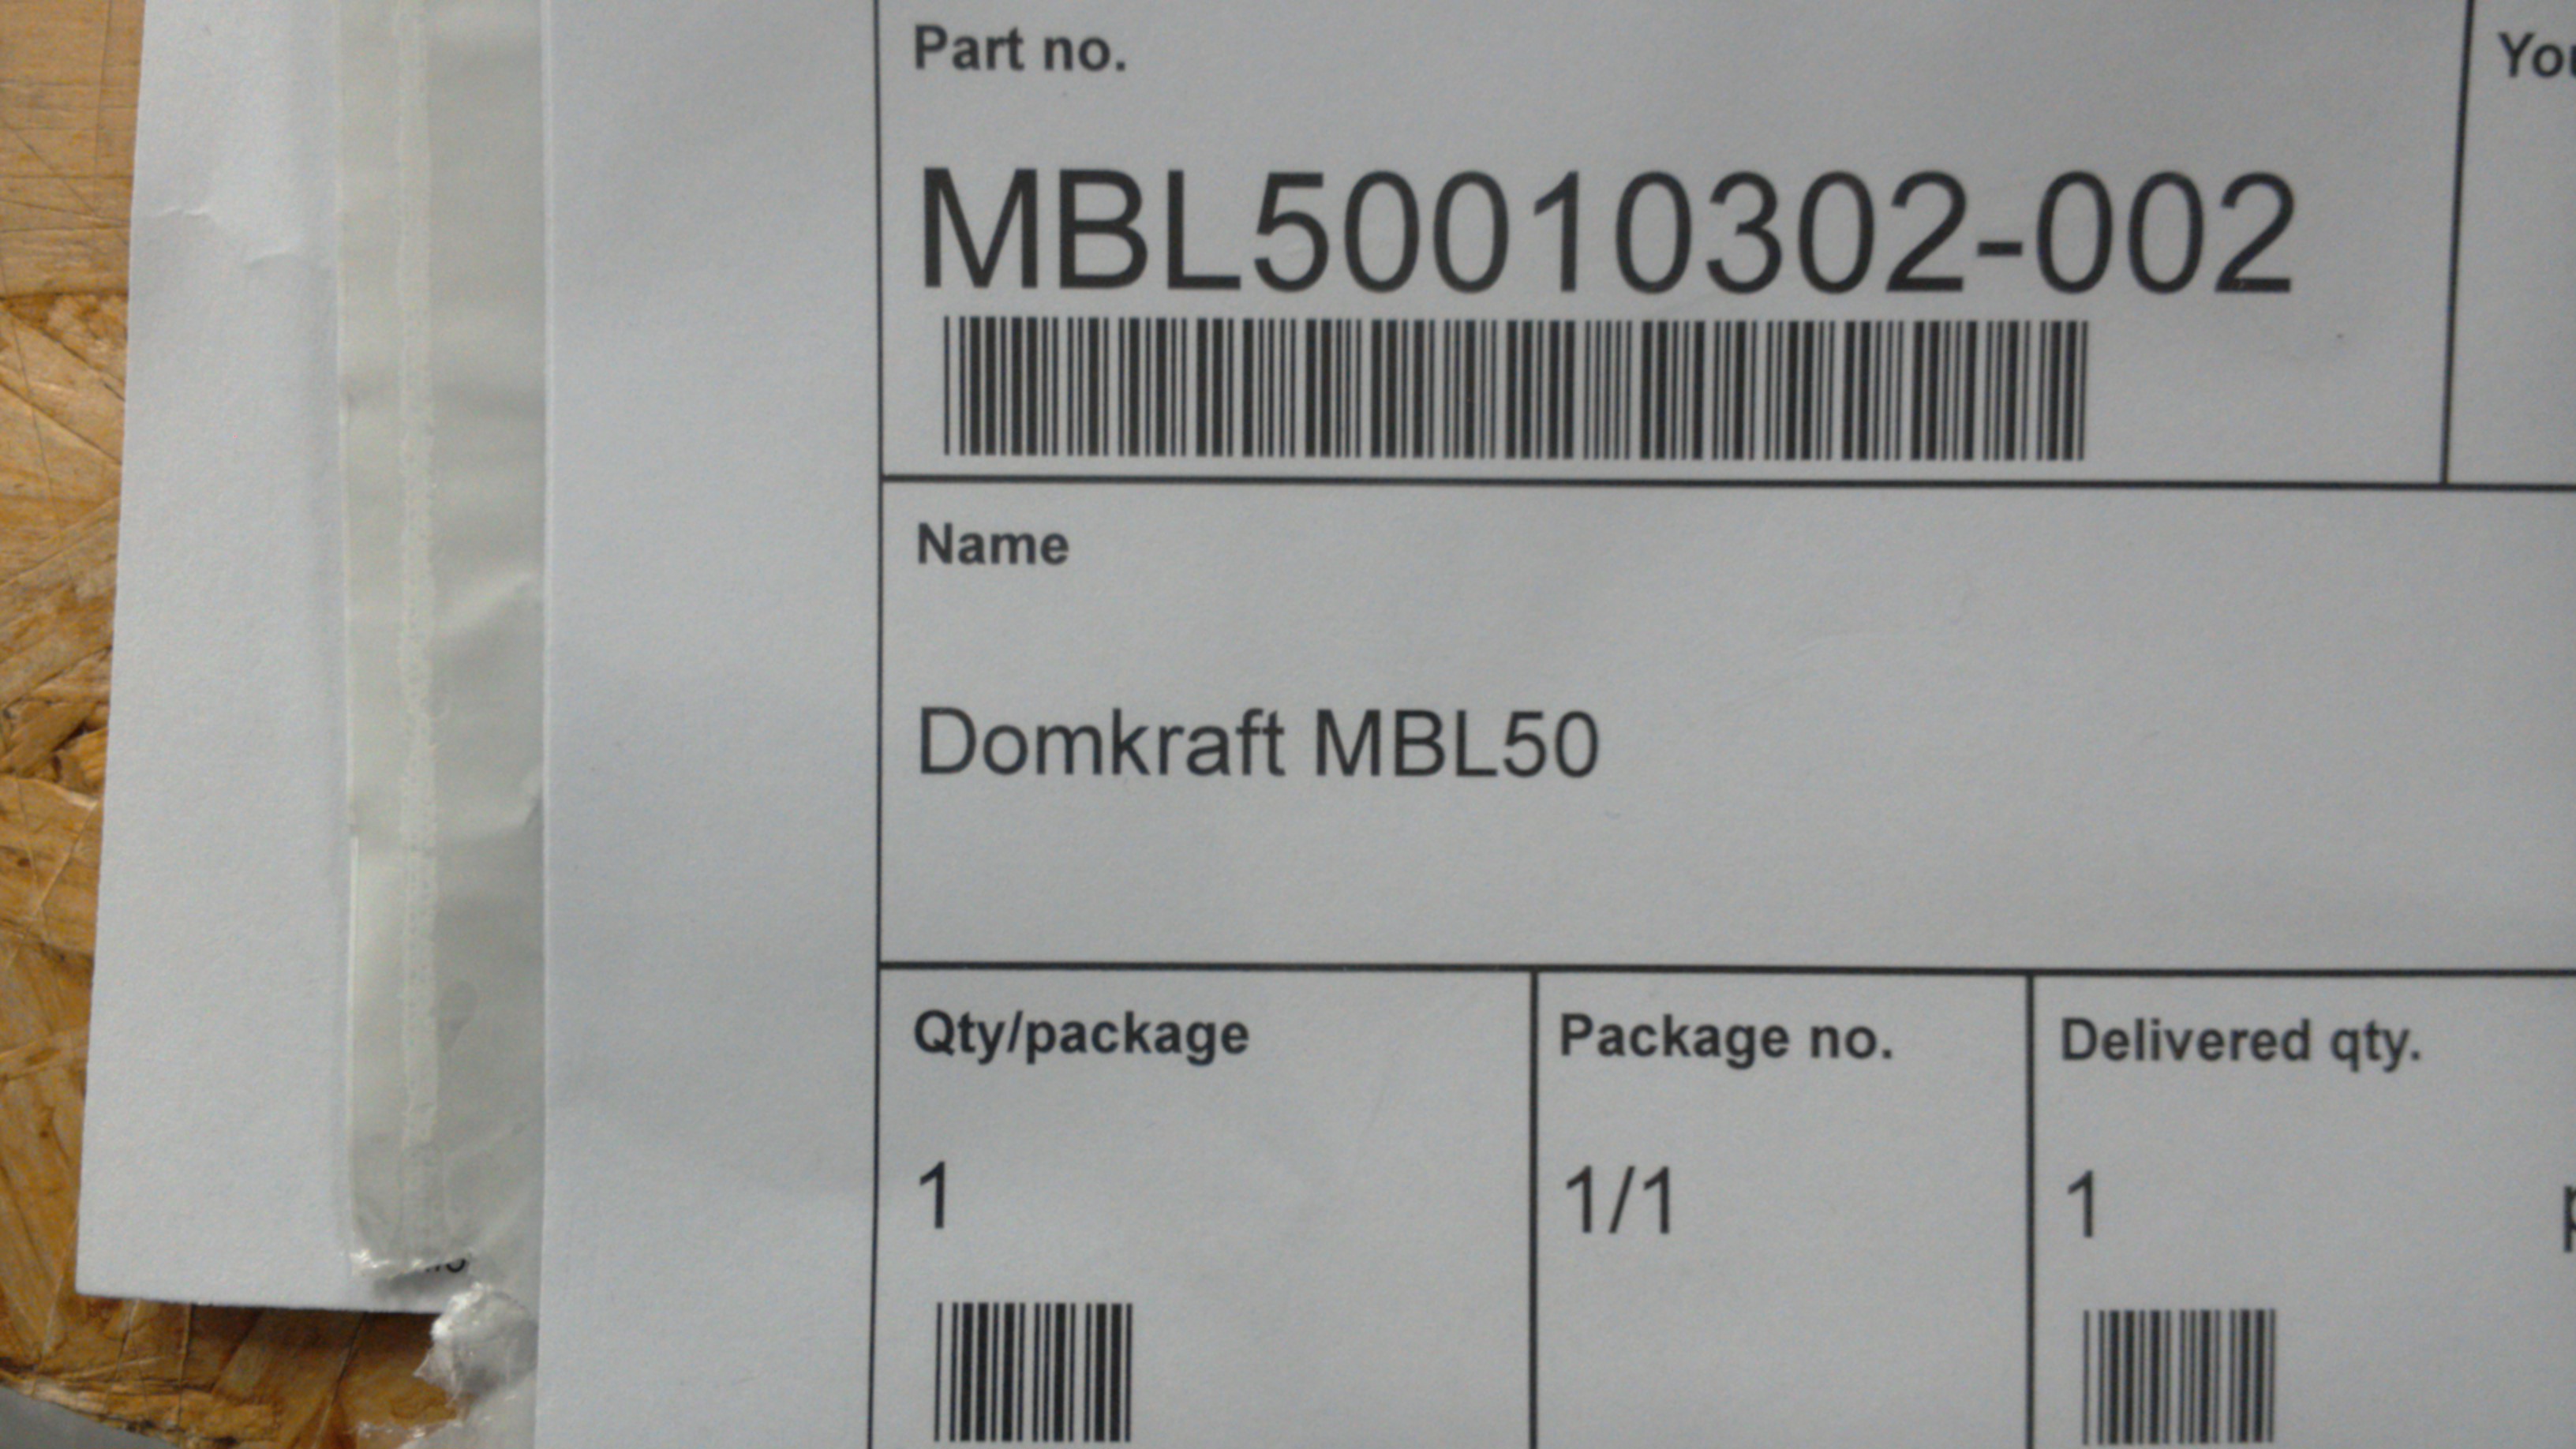 Part no.
MBL50010302-002
Name
Domkraft MBL50
Qty/package
Package no.
Delivered qty.
1
1/1
1